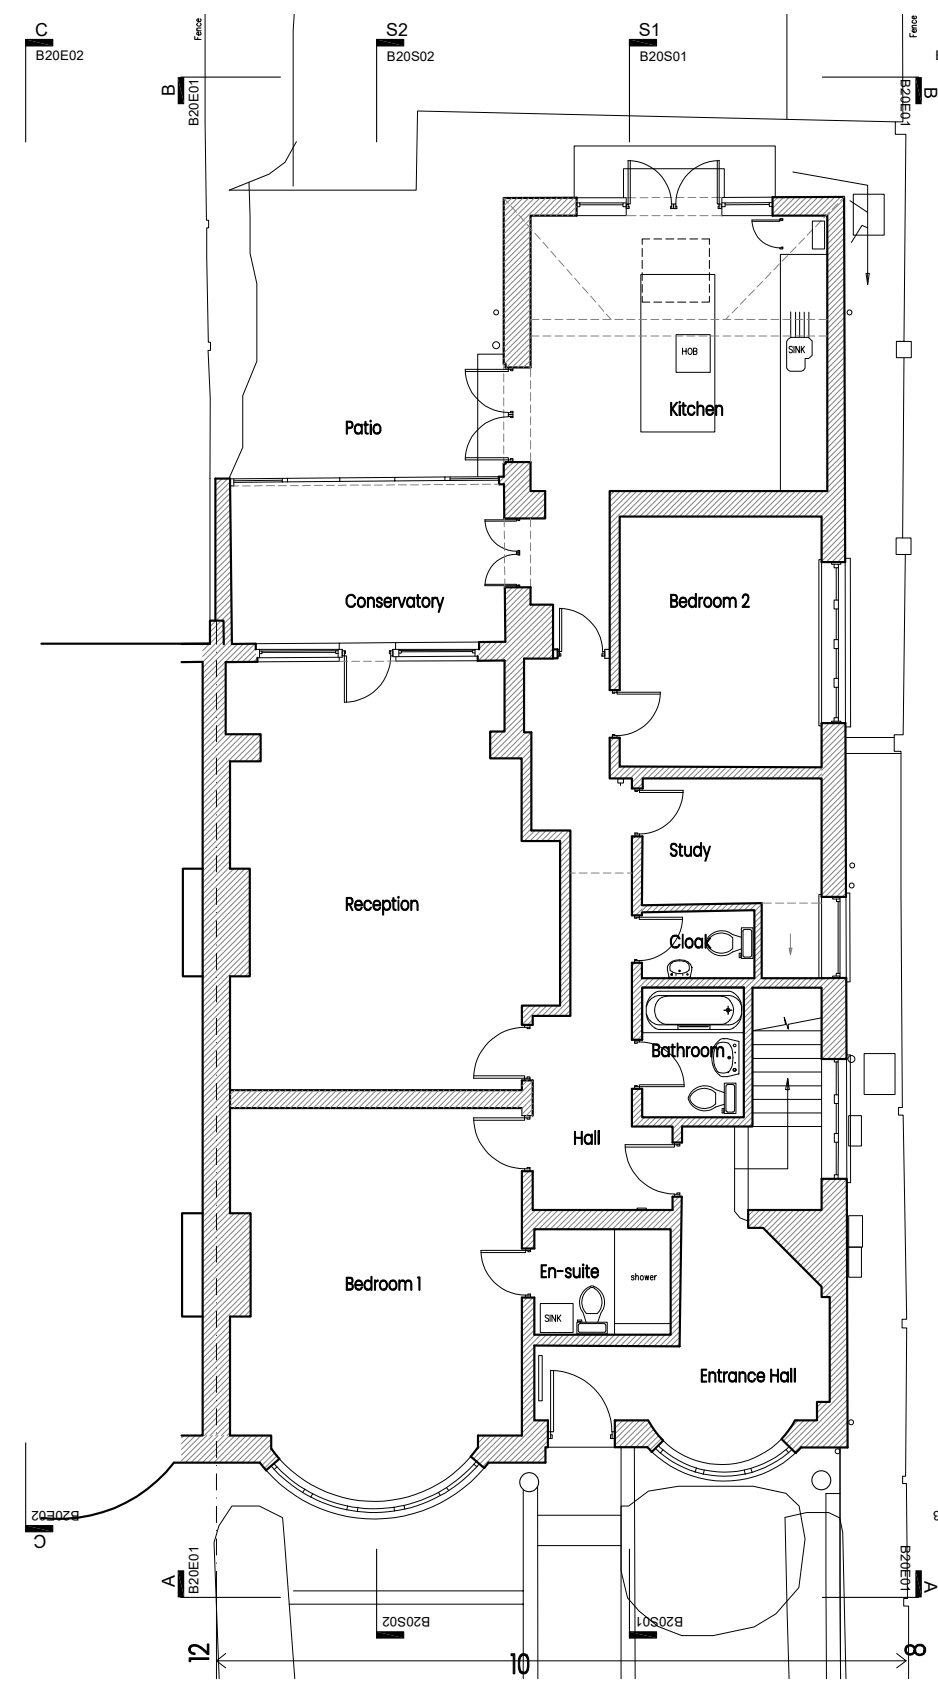 C
B20E02
Fence
S2
B20S02
S1
B20S01
Fence
B
B20E01
B
B20E01
HOB
SINK
Kitchen
Patio
Conservatory
Bedroom 2
Study
Reception
Cloak
Bathroom
Hall
En-suite
shower
SINK
Bedroom 1
Entrance Hall
B20E02
C
A
B20E01
A
B20E01
B20S02
B20S01
12
10
8